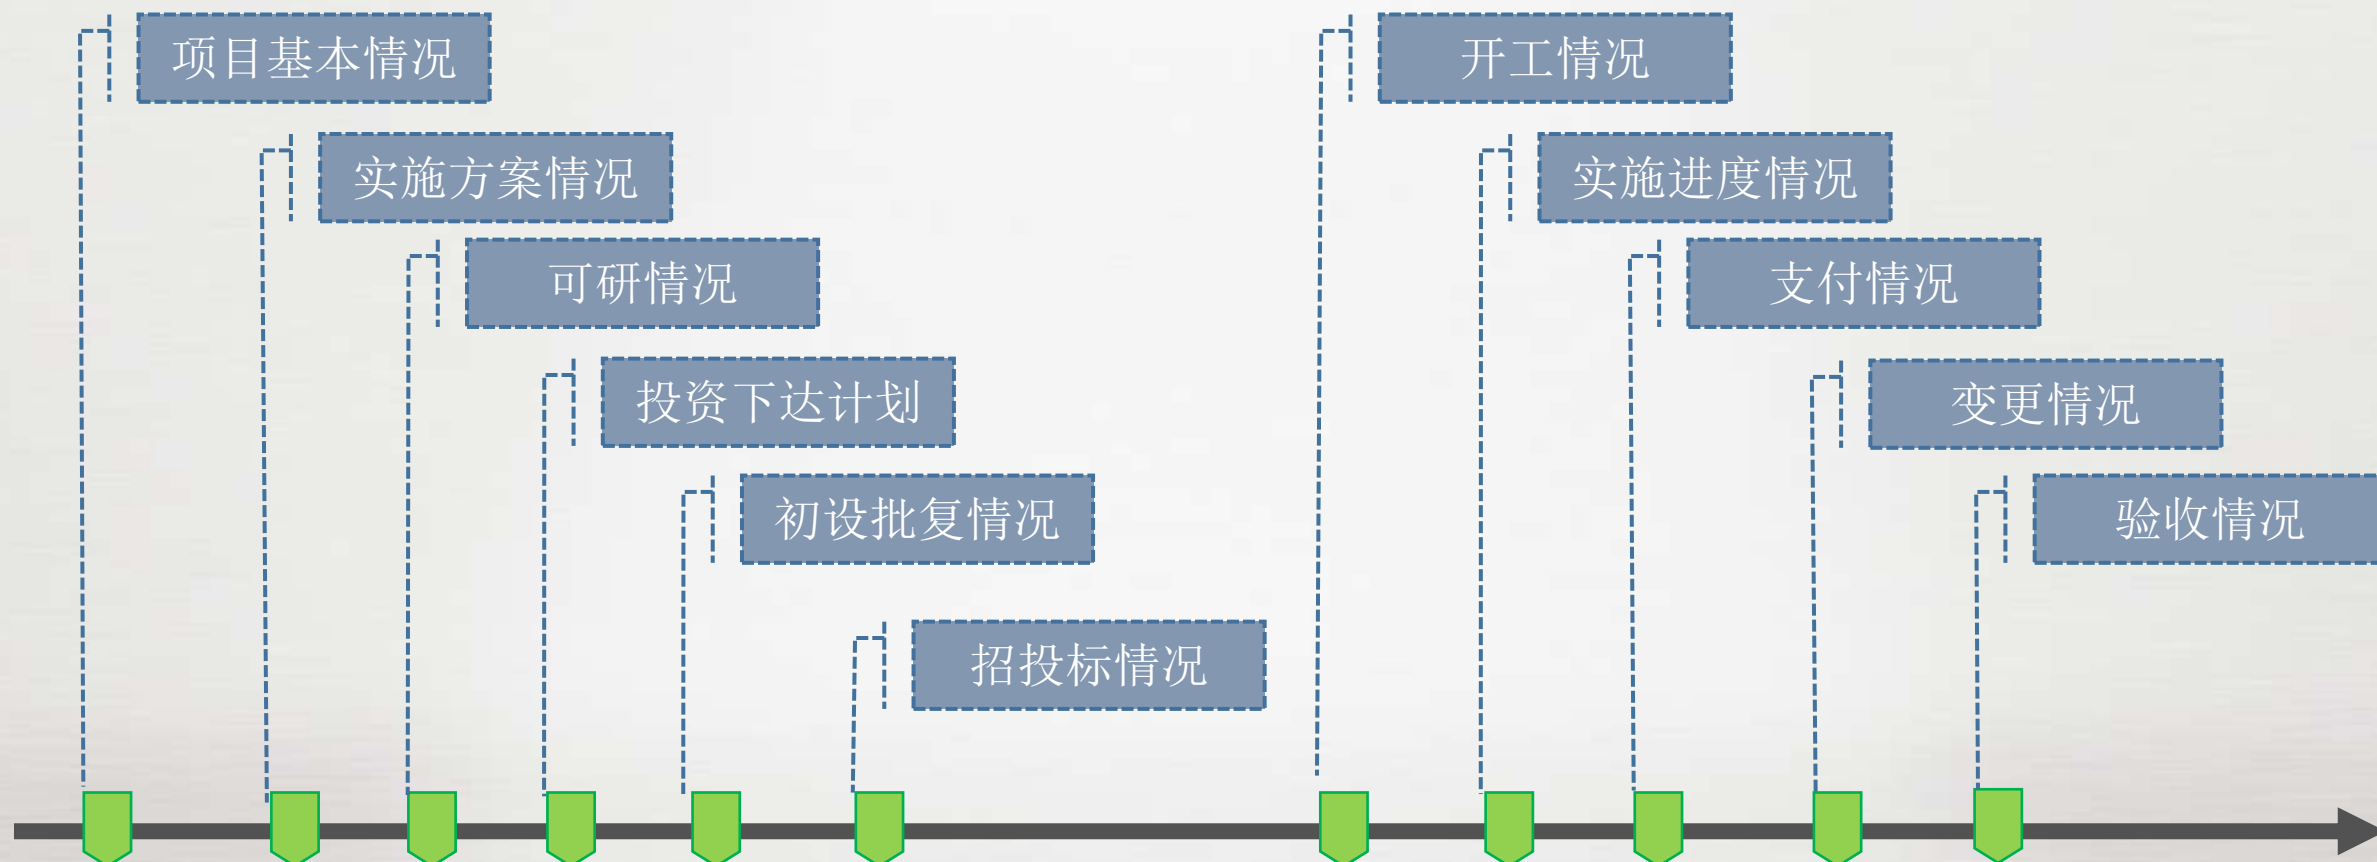 项目基本情况
实施方案情况
可研情况
投资下达计划
初设批复情况
招投标情况
开工情况
实施进度情况
支付情况
变更情况
验收情况